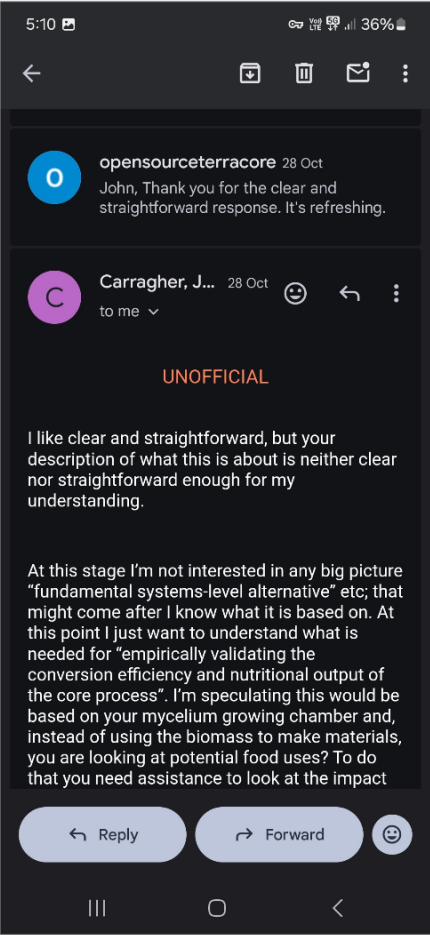 5:10 Vo) LTE 5G 36%
O opensourceterracore 28 Oct
John, Thank you for the clear and
straightforward response. It's refreshing.
C Carragher, J... 28 Oct
to me
UNOFFICIAL
I like clear and straightforward, but your
description of what this is about is neither clear
nor straightforward enough for my
understanding.
At this stage I'm not interested in any big picture
“fundamental systems-level alternative” etc; that
might come after I know what it is based on. At
this point I just want to understand what is
needed for “empirically validating the
conversion efficiency and nutritional output of
the core process”. I'm speculating this would be
based on your mycelium growing chamber and,
instead of using the biomass to make materials,
you are looking at potential food uses? To do
that you need assistance to look at the impact
Reply Forward